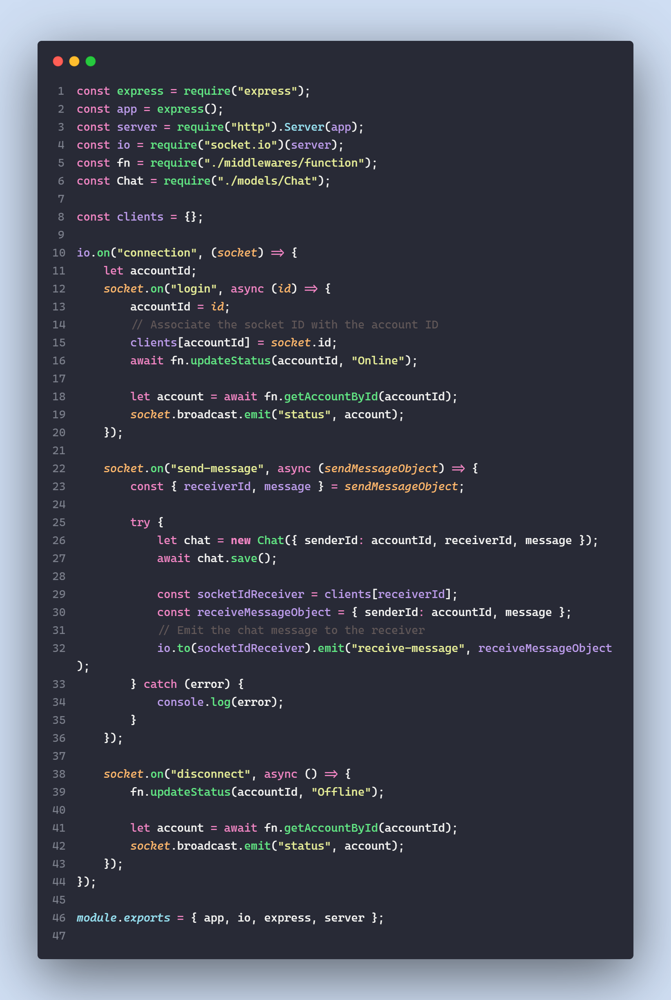 1 const express = require("express");
2 const app = express();
3 const server = require("http").Server(app);
4 const io = require("socket.io")(server);
5 const fn = require("./middlewares/function");
6 const Chat = require("./models/Chat");
7
8 const clients = {};
9
10 io.on("connection", (socket) => {
11     let accountId;
12     socket.on("login", async (id) => {
13         accountId = id;
14         // Associate the socket ID with the account ID
15         clients[accountId] = socket.id;
16         await fn.updateStatus(accountId, "Online");
17
18         let account = await fn.getAccountById(accountId);
19         socket.broadcast.emit("status", account);
20     });
21
22     socket.on("send-message", async (sendMessageObject) => {
23         const { receiverId, message } = sendMessageObject;
24
25         try {
26             let chat = new Chat({ senderId: accountId, receiverId, message });
27             await chat.save();
28
29             const socketIdReceiver = clients[receiverId];
30             const receiveMessageObject = { senderId: accountId, message };
31             // Emit the chat message to the receiver
32             io.to(socketIdReceiver).emit("receive-message", receiveMessageObject
);
33         } catch (error) {
34             console.log(error);
35         }
36     });
37
38     socket.on("disconnect", async () => {
39         fn.updateStatus(accountId, "Offline");
40
41         let account = await fn.getAccountById(accountId);
42         socket.broadcast.emit("status", account);
43     });
44 });
45
46 module.exports = { app, io, express, server };
47